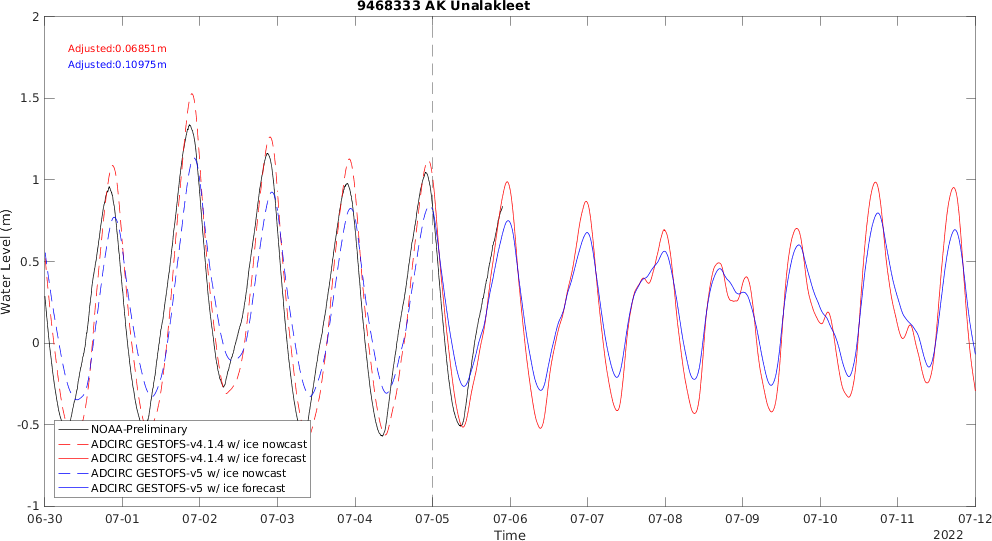 9468333 AK Unalakleet
Adjusted:0.06851m
Adjusted:0.10975m
2
1.5
1
0.5
0
-0.5
-1
Water Level (m)
NOAA-Preliminary
ADCIRC GESTOFS-v4.1.4 w/ ice nowcast
ADCIRC GESTOFS-v4.1.4 w/ ice forecast
ADCIRC GESTOFS-v5 w/ ice nowcast
ADCIRC GESTOFS-v5 w/ ice forecast
06-30 07-01 07-02 07-03 07-04 07-05 07-06 07-07 07-08 07-09 07-10 07-11 07-12
Time
2022